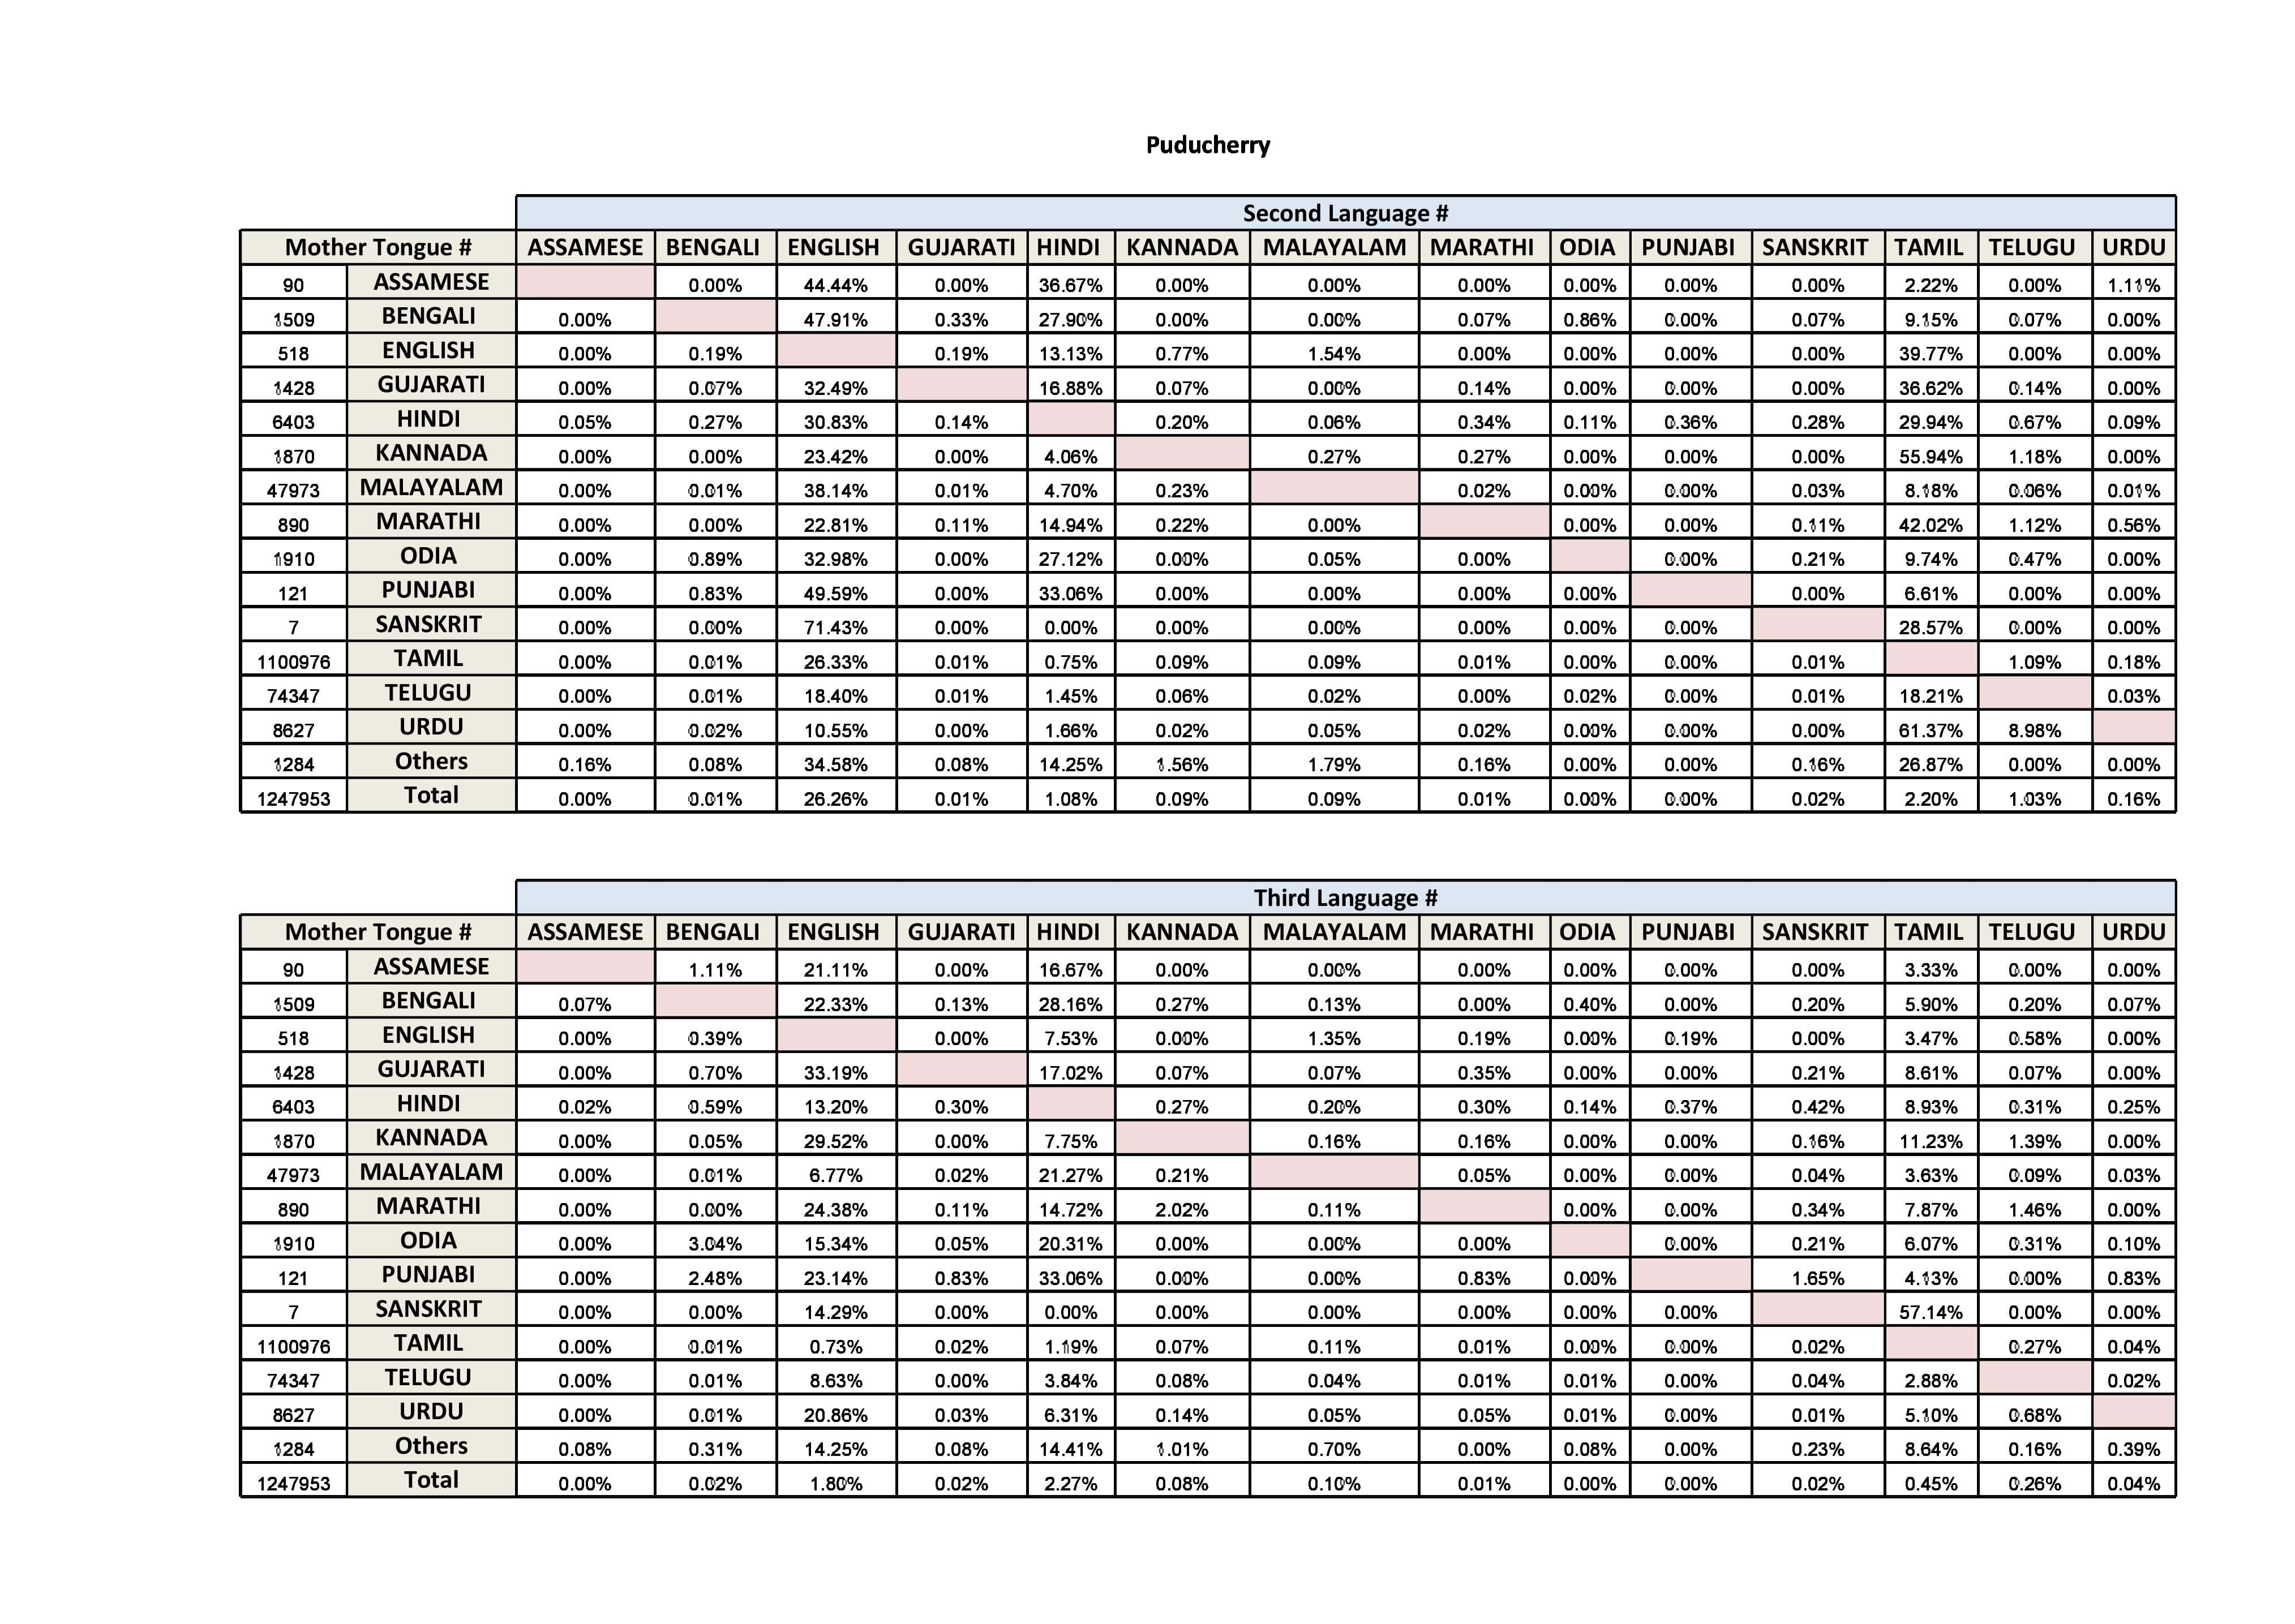 Puducherry
Second Language #
Mother Tongue # ASSAMESE BENGALI ENGLISH GUJARATI HINDI KANNADA MALAYALAM MARATHI ODIA PUNJABI SANSKRIT TAMIL TELUGU URDU
90 ASSAMESE 0.00% 44.44% 0.00% 36.67% 0.00% 0.00% 0.00% 0.00% 0.00% 0.00% 2.22% 0.00% 1.11%
1509 BENGALI 0.00% 47.91% 0.33% 27.90% 0.00% 0.00% 0.07% 0.86% 0.00% 0.07% 9.15% 0.07% 0.00%
518 ENGLISH 0.00% 0.19% 0.19% 13.13% 0.77% 1.54% 0.00% 0.00% 0.00% 0.00% 39.77% 0.00% 0.00%
1428 GUJARATI 0.00% 0.07% 32.49% 16.88% 0.07% 0.00% 0.14% 0.00% 0.00% 0.00% 36.62% 0.14% 0.00%
6403 HINDI 0.05% 0.27% 30.83% 0.14% 0.20% 0.06% 0.34% 0.11% 0.36% 0.28% 29.94% 0.67% 0.09%
1870 KANNADA 0.00% 0.00% 23.42% 0.00% 4.06% 0.27% 0.27% 0.00% 0.00% 0.00% 55.94% 1.18% 0.00%
47973 MALAYALAM 0.00% 0.01% 38.14% 0.01% 4.70% 0.23% 0.02% 0.00% 0.00% 0.03% 8.18% 0.06% 0.01%
890 MARATHI 0.00% 0.00% 22.81% 0.11% 14.94% 0.22% 0.00% 0.00% 0.00% 0.11% 42.02% 1.12% 0.56%
1910 ODIA 0.00% 0.89% 32.98% 0.00% 27.12% 0.00% 0.05% 0.00% 0.00% 0.21% 9.74% 0.47% 0.00%
121 PUNJABI 0.00% 0.83% 49.59% 0.00% 33.06% 0.00% 0.00% 0.00% 0.00% 0.00% 6.61% 0.00% 0.00%
7 SANSKRIT 0.00% 0.00% 71.43% 0.00% 0.00% 0.00% 0.00% 0.00% 0.00% 0.00% 28.57% 0.00% 0.00%
1100976 TAMIL 0.00% 0.01% 26.33% 0.01% 0.75% 0.09% 0.09% 0.01% 0.00% 0.00% 0.01% 1.09% 0.18%
74347 TELUGU 0.00% 0.01% 18.40% 0.01% 1.45% 0.06% 0.02% 0.00% 0.02% 0.00% 0.01% 18.21% 0.03%
8627 URDU 0.00% 0.02% 10.55% 0.00% 1.66% 0.02% 0.05% 0.02% 0.00% 0.00% 0.00% 61.37% 8.98%
1284 Others 0.16% 0.08% 34.58% 0.08% 14.25% 1.56% 1.79% 0.16% 0.00% 0.00% 0.16% 26.87% 0.00% 0.00%
1247953 Total 0.00% 0.01% 26.26% 0.01% 1.08% 0.09% 0.09% 0.01% 0.00% 0.00% 0.02% 2.20% 1.03% 0.16%
Third Language #
Mother Tongue # ASSAMESE BENGALI ENGLISH GUJARATI HINDI KANNADA MALAYALAM MARATHI ODIA PUNJABI SANSKRIT TAMIL TELUGU URDU
90 ASSAMESE 1.11% 21.11% 0.00% 16.67% 0.00% 0.00% 0.00% 0.00% 0.00% 0.00% 3.33% 0.00% 0.00%
1509 BENGALI 0.07% 22.33% 0.13% 28.16% 0.27% 0.13% 0.00% 0.40% 0.00% 0.20% 5.90% 0.20% 0.07%
518 ENGLISH 0.00% 0.39% 0.00% 7.53% 0.00% 1.35% 0.19% 0.00% 0.19% 0.00% 3.47% 0.58% 0.00%
1428 GUJARATI 0.00% 0.70% 33.19% 17.02% 0.07% 0.07% 0.35% 0.00% 0.00% 0.21% 8.61% 0.07% 0.00%
6403 HINDI 0.02% 0.59% 13.20% 0.30% 0.27% 0.20% 0.30% 0.14% 0.37% 0.42% 8.93% 0.31% 0.25%
1870 KANNADA 0.00% 0.05% 29.52% 0.00% 7.75% 0.16% 0.16% 0.00% 0.00% 0.16% 11.23% 1.39% 0.00%
47973 MALAYALAM 0.00% 0.01% 6.77% 0.02% 21.27% 0.21% 0.05% 0.00% 0.00% 0.04% 3.63% 0.09% 0.03%
890 MARATHI 0.00% 0.00% 24.38% 0.11% 14.72% 2.02% 0.11% 0.00% 0.00% 0.34% 7.87% 1.46% 0.00%
1910 ODIA 0.00% 3.04% 15.34% 0.05% 20.31% 0.00% 0.00% 0.00% 0.00% 0.21% 6.07% 0.31% 0.10%
121 PUNJABI 0.00% 2.48% 23.14% 0.83% 33.06% 0.00% 0.00% 0.83% 0.00% 1.65% 4.13% 0.00% 0.83%
7 SANSKRIT 0.00% 0.00% 14.29% 0.00% 0.00% 0.00% 0.00% 0.00% 0.00% 0.00% 57.14% 0.00% 0.00%
1100976 TAMIL 0.00% 0.01% 0.73% 0.02% 1.19% 0.07% 0.11% 0.01% 0.00% 0.00% 0.02% 0.27% 0.04%
74347 TELUGU 0.00% 0.01% 8.63% 0.00% 3.84% 0.08% 0.04% 0.01% 0.01% 0.00% 0.04% 2.88% 0.02%
8627 URDU 0.00% 0.01% 20.86% 0.03% 6.31% 0.14% 0.05% 0.05% 0.01% 0.00% 0.01% 5.10% 0.68%
1284 Others 0.08% 0.31% 14.25% 0.08% 14.41% 1.01% 0.70% 0.00% 0.08% 0.00% 0.23% 8.64% 0.16% 0.39%
1247953 Total 0.00% 0.02% 1.80% 0.02% 2.27% 0.08% 0.10% 0.01% 0.00% 0.00% 0.02% 0.45% 0.26% 0.04%